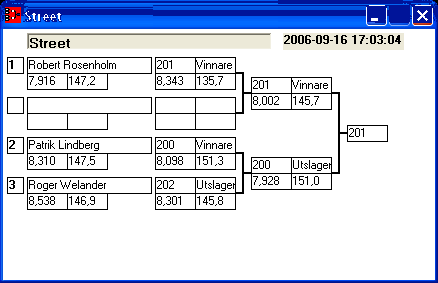 Street
Street 2006-09-16 17:03:04
1 Robert Rosenholm 201 Vinnare
7,916 147,2 8,343 135,7
201 Vinnare
8,002 145,7
201
2 Patrik Lindberg 200 Vinnare
8,310 147,5 8,098 151,3
200 Utslager
7,928 151,0
3 Roger Welander 202 Utslager
8,538 146,9 8,301 145,8